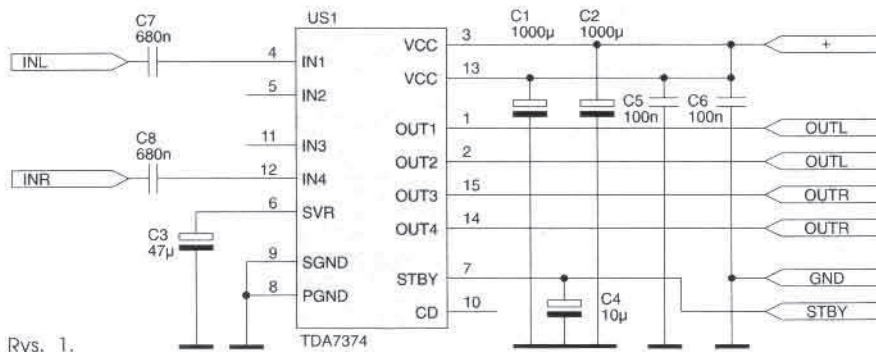 US1
C7
680n
INL
4
IN1
5
IN2
11
IN3
C8
680n
INR
12
IN4
6
SVR
C3
47µ
9
SGND
8
PGND
TDA7374
VCC
3
VCC
13
OUT1
1
OUT2
2
OUT3
15
OUT4
14
STBY
7
CD
10
C1
1000µ
C2
1000µ
C5
100n
C6
100n
C4
10µ
+
OUTL
OUTL
OUTR
OUTR
GND
STBY
Rys. 1.